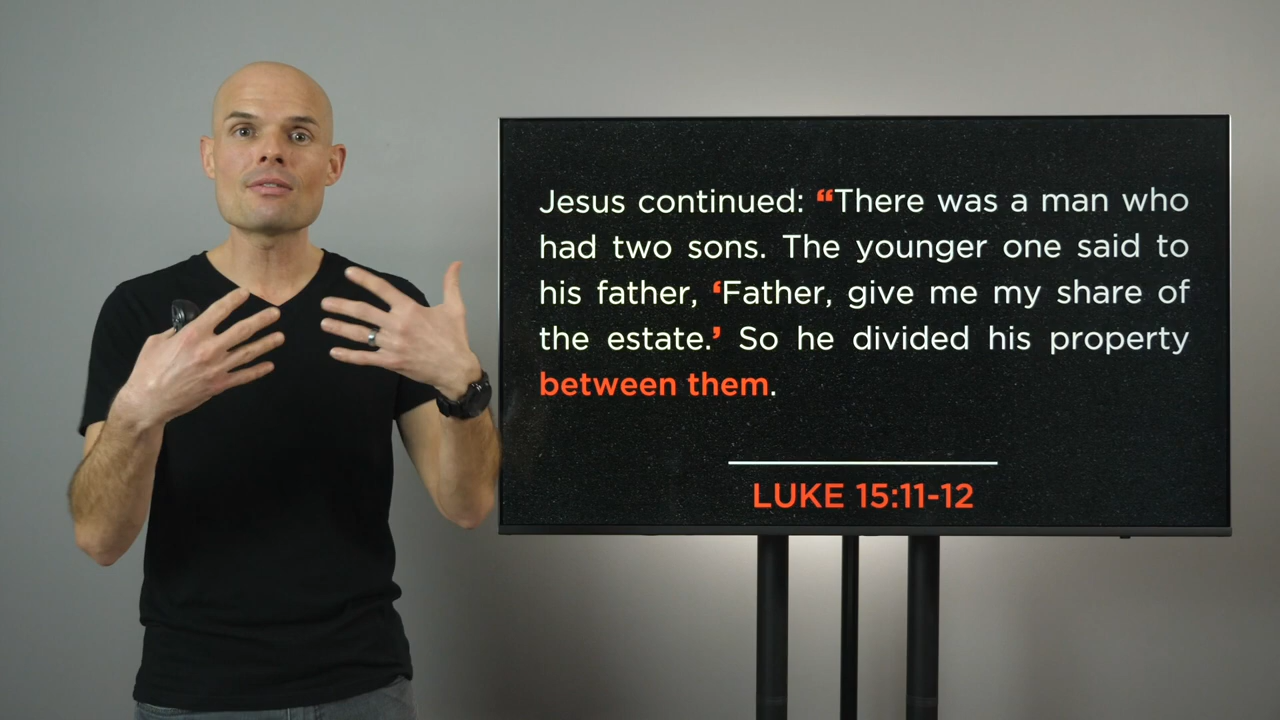 Jesus continued: “There was a man who
had two sons. The younger one said to
his father, ‘Father, give me my share of
the estate.’ So he divided his property
between them.
LUKE 15:11-12